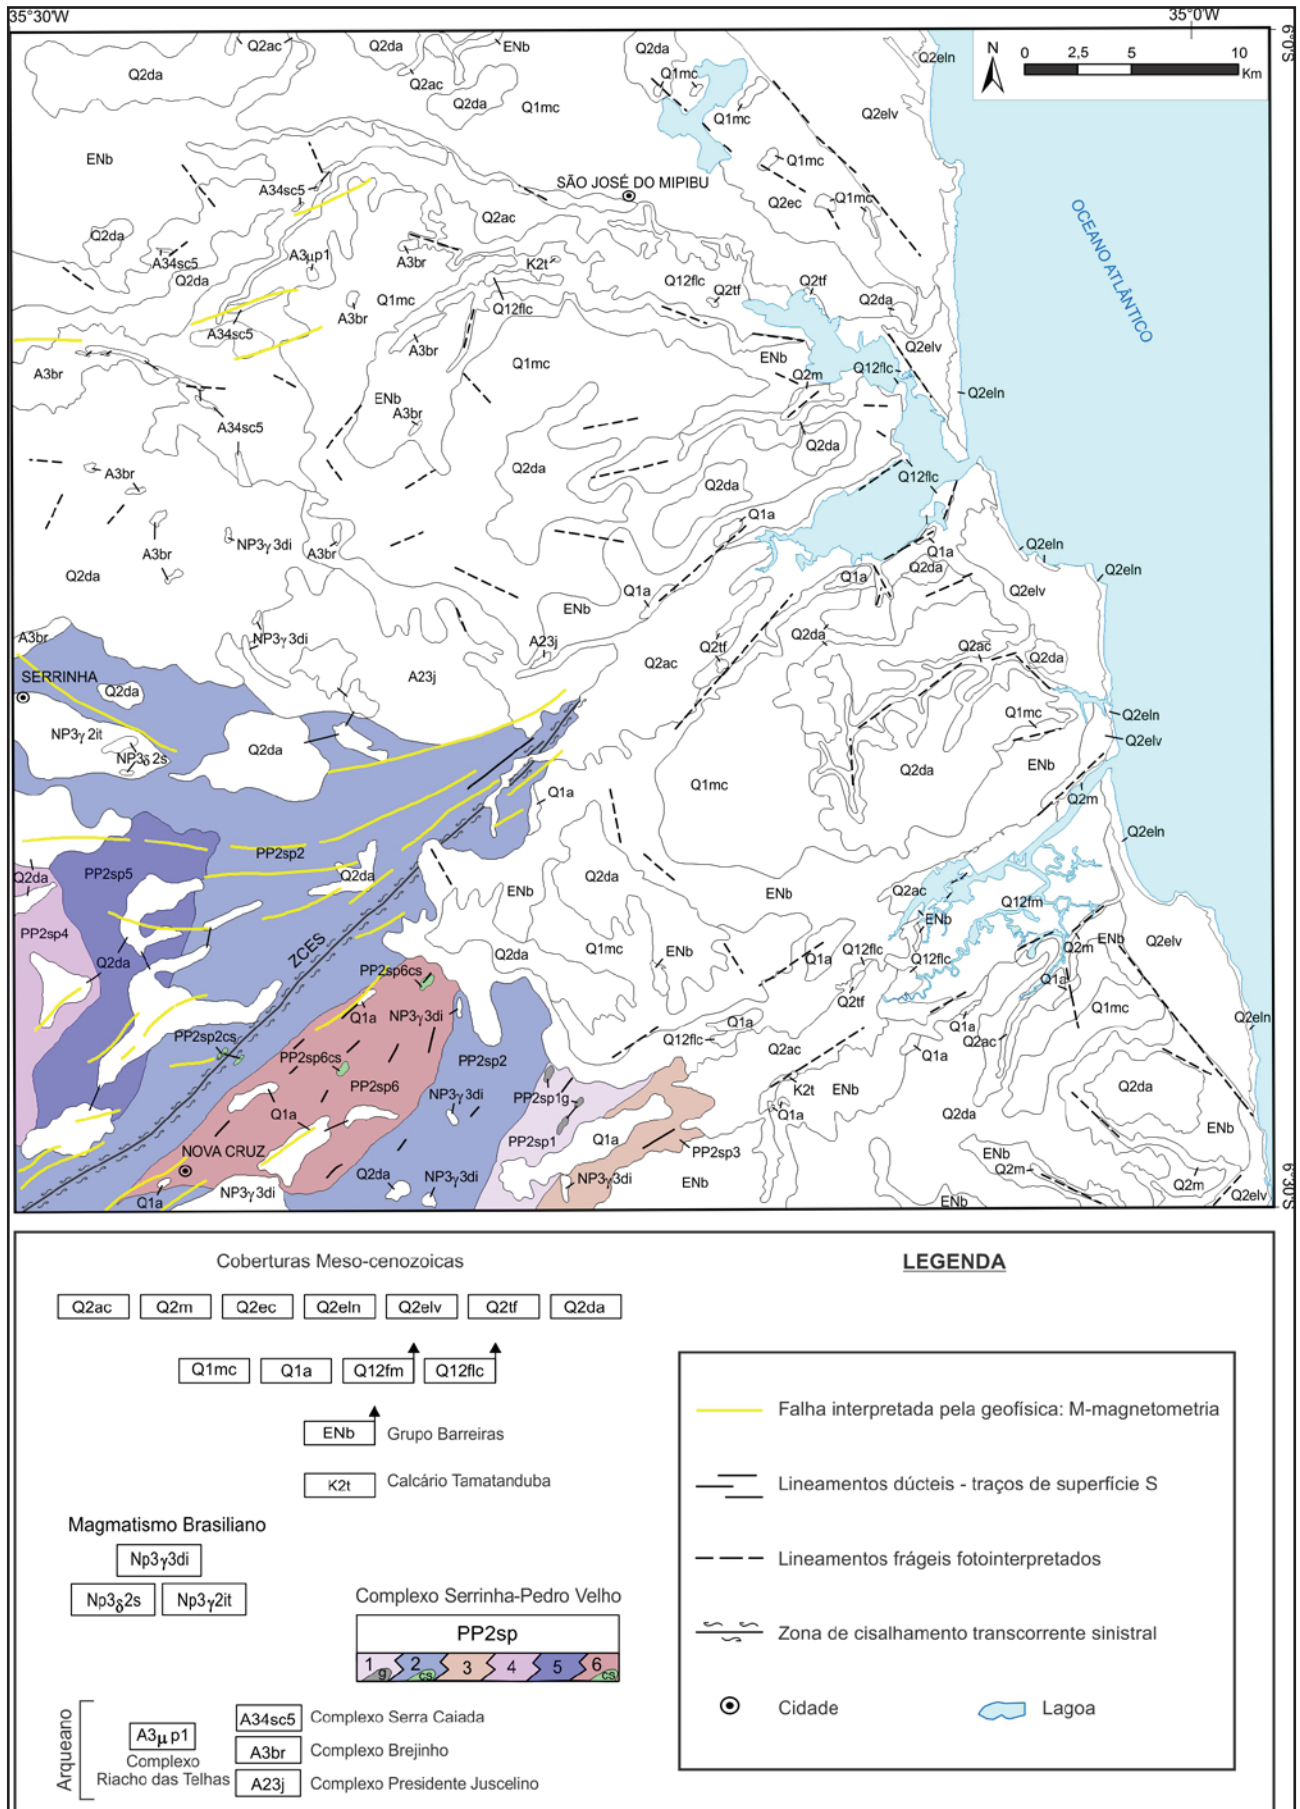 35°30'W
35°0'W
6°0'S
Q2ac
Q2da
ENb
Q2da
Q2eln
N
0 2,5 5 10
Km
Q2da
Q2ac
Q1mc
Q2da
Q1mc
Q1mc
Q2elv
ENb
Q1mc
SÃO JOSÉ DO MIPIBU
A34sc5
Q1mc
Q2ec
Q2ac
OCEANO ATLÂNTICO
Q2da
A3µp1
A3br
K2t
A34sc5
Q2da
Q12flc
Q2tf
Q2tf
Q1mc
Q2da
Q12flc
A3br
A34sc5
Q2elv
A3br
ENb
Q1mc
Q12flc
A3br
Q2m
Q2eln
ENb
A3br
A34sc5
Q2da
A3br
Q2da
Q2da
Q12flc
Q1a
A3br
NP3γ3di
A3br
Q2eln
Q1a
Q2da
Q2da
Q1a
Q2eln
Q1a
Q2elv
ENb
A3br
NP3γ3di
Q2da
A23j
Q2tf
Q2ac
Q2ac
Q2da
SERRINHA
A23j
Q2da
Q1mc
Q2eln
NP3γ2it
Q2da
Q2elv
NP3δ2s
ENb
Q2da
Q1mc
Q1a
Q2m
Q2eln
PP2sp2
Q2da
PP2sp5
Q2da
Q2da
ENb
ENb
Q2ac
Q12fm
PP2sp4
ENb
ZCES
Q2m
ENb
Q2elv
Q1mc
ENb
Q12flc
Q2da
Q2da
Q1a
Q12flc
PP2sp6cs
Q1a
Q2tf
Q1mc
Q1a
NP3γ3di
Q1a
Q2eln
Q1a
PP2sp2cs
Q12flc
Q2ac
Q2ac
PP2sp6cs
PP2sp2
Q1a
PP2sp6
K2t
ENb
Q2da
NP3γ3di
PP2sp1g
Q1a
Q1a
Q2da
ENb
PP2sp1
Q1a
NOVA CRUZ
PP2sp3
ENb
Q2m
Q2da
NP3γ3di
NP3γ3di
ENb
Q2m
NP3γ3di
Q2elv
Q1a
ENb
6°30'S
Coberturas Meso-cenozoicas
LEGENDA
Q2ac Q2m Q2ec Q2eln Q2elv Q2tf Q2da
Q1mc Q1a Q12fm Q12flc
Falha interpretada pela geofísica: M-magnetometria
ENb Grupo Barreiras
K2t Calcário Tamatanduba
Lineamentos dúcteis - traços de superfície S
Magmatismo Brasiliano
Np3γ3di
Lineamentos frágeis fotointerpretados
Np3δ2s Np3γ2it
Complexo Serrinha-Pedro Velho
PP2sp
Zona de cisalhamento transcorrente sinistral
1 g 2 cs 3 4 5 6 cs
Cidade
Lagoa
Arqueano
A3µp1
Complexo
Riacho das Telhas
A34sc5 Complexo Serra Caiada
A3br Complexo Brejinho
A23j Complexo Presidente Juscelino